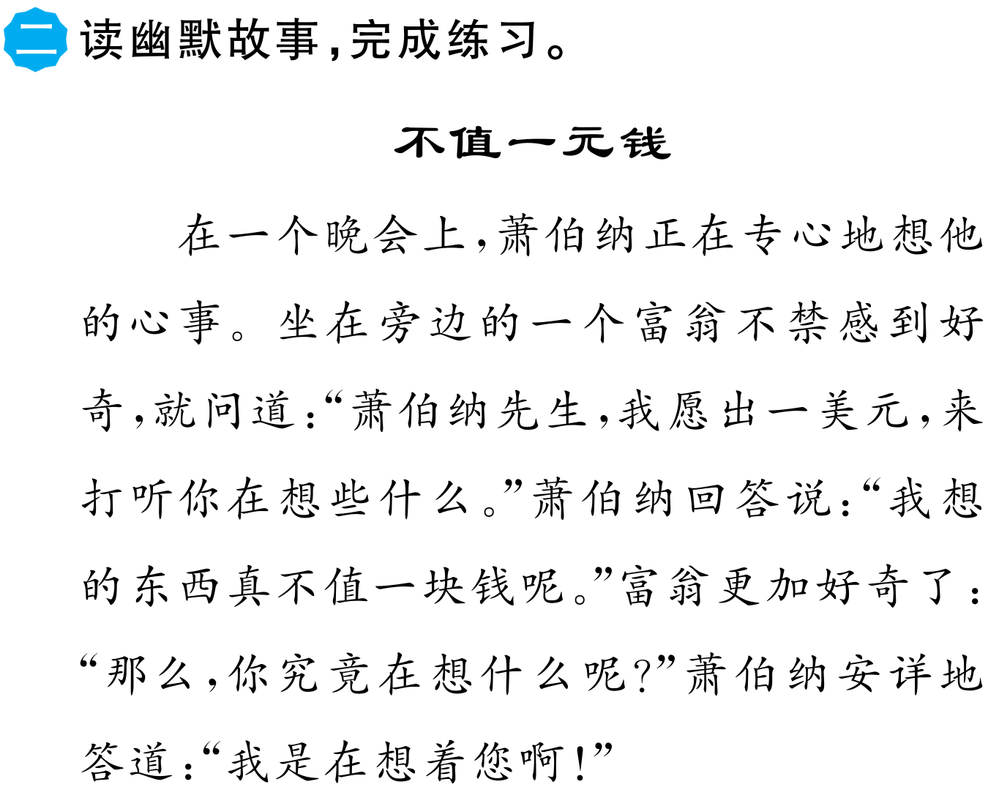 二 读幽默故事,完成练习。
不值一元钱
在一个晚会上,萧伯纳正在专心地想他
的心事。坐在旁边的一个富翁不禁感到好
奇,就问道:“萧伯纳先生,我愿出一美元,来
打听你在想些什么。”萧伯纳回答说:“我想
的东西真不值一块钱呢。”富翁更加好奇了:
“那么,你究竟在想什么呢?”萧伯纳安详地
答道:“我是在想着您啊!”